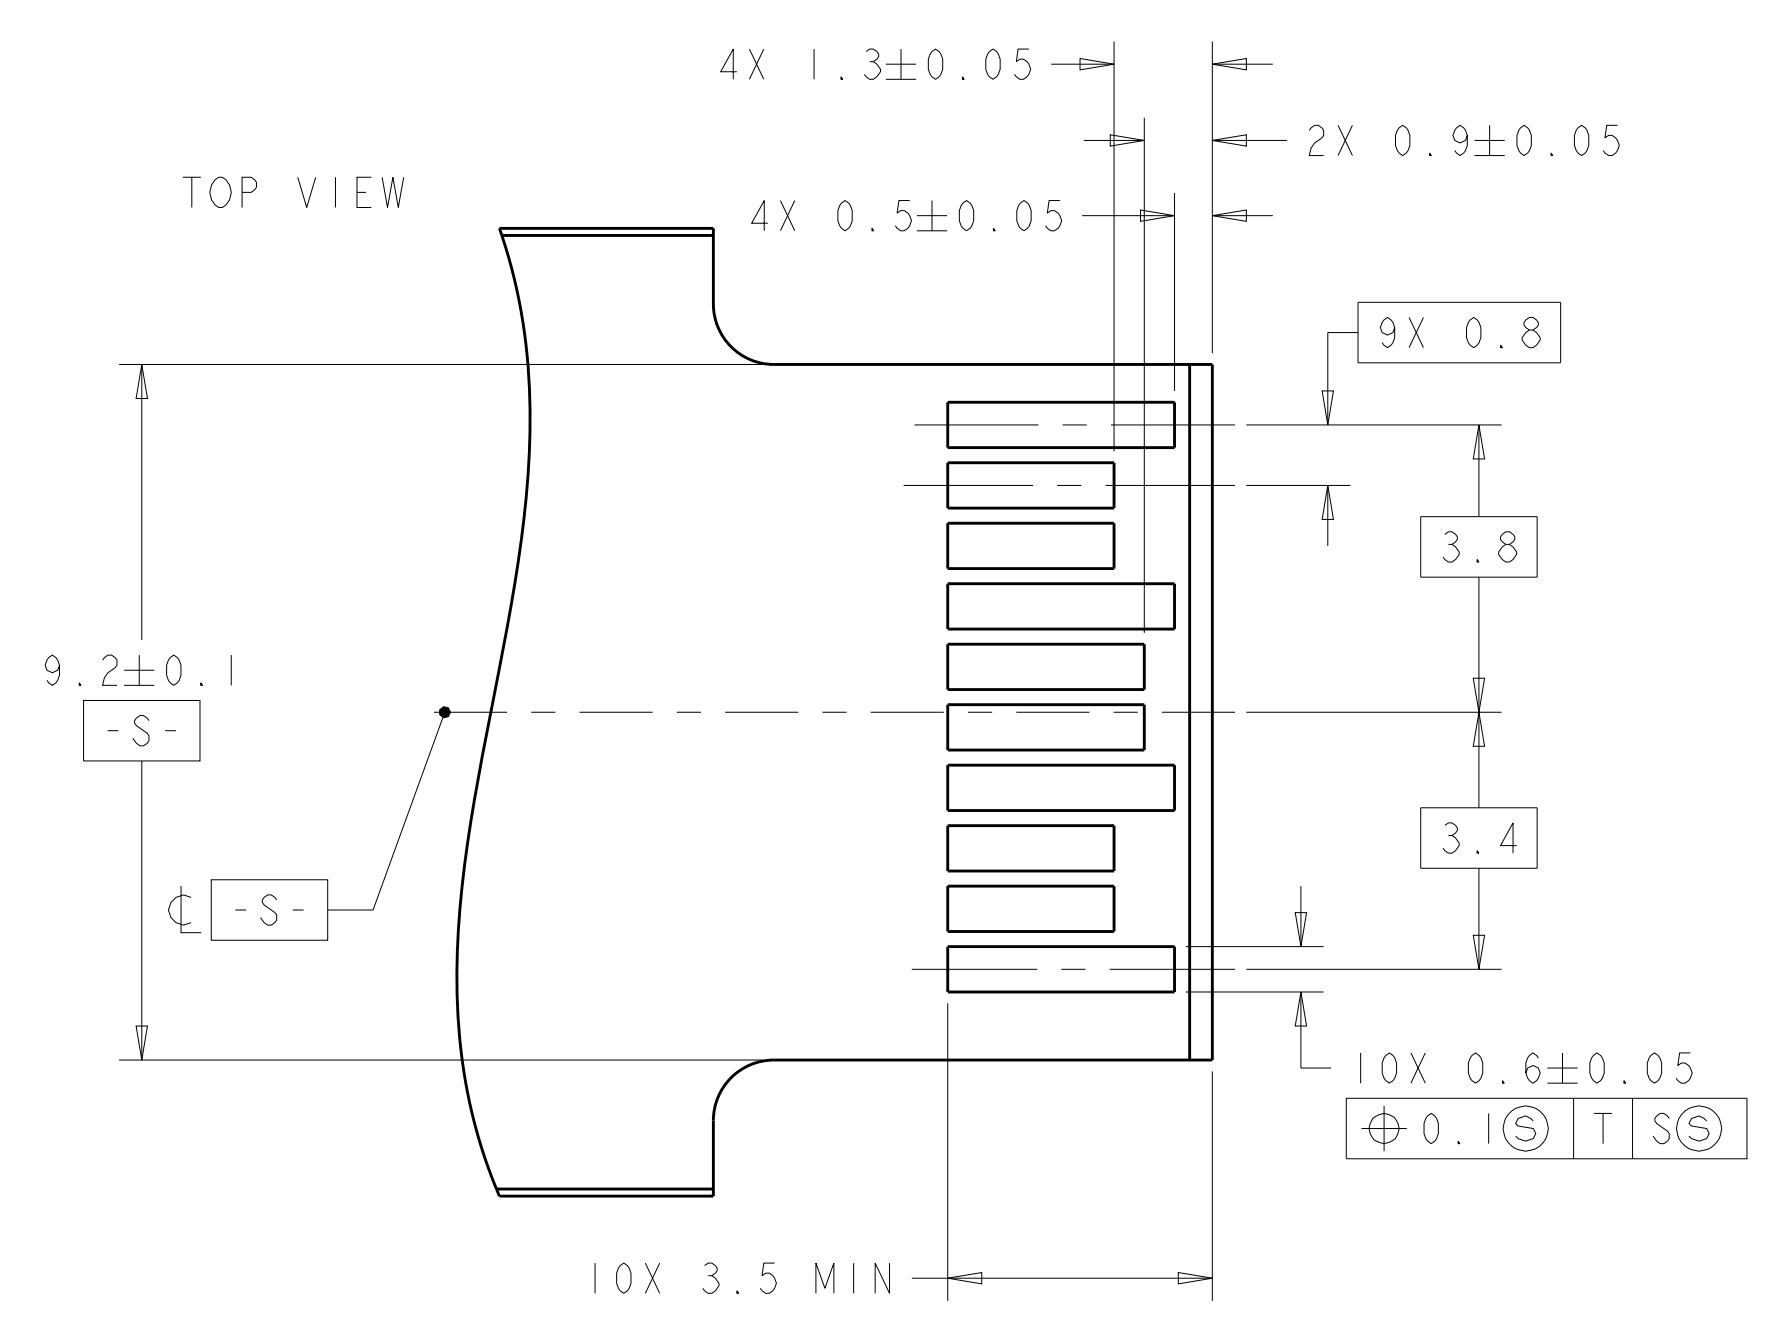 4X 1.3±0.05
2X 0.9±0.05
TOP VIEW
4X 0.5±0.05
9X 0.8
3.8
9.2±0.1
-S-
3.4
℄ -S-
10X 0.6±0.05
⌖ 0.1Ⓢ T SⓈ
10X 3.5 MIN